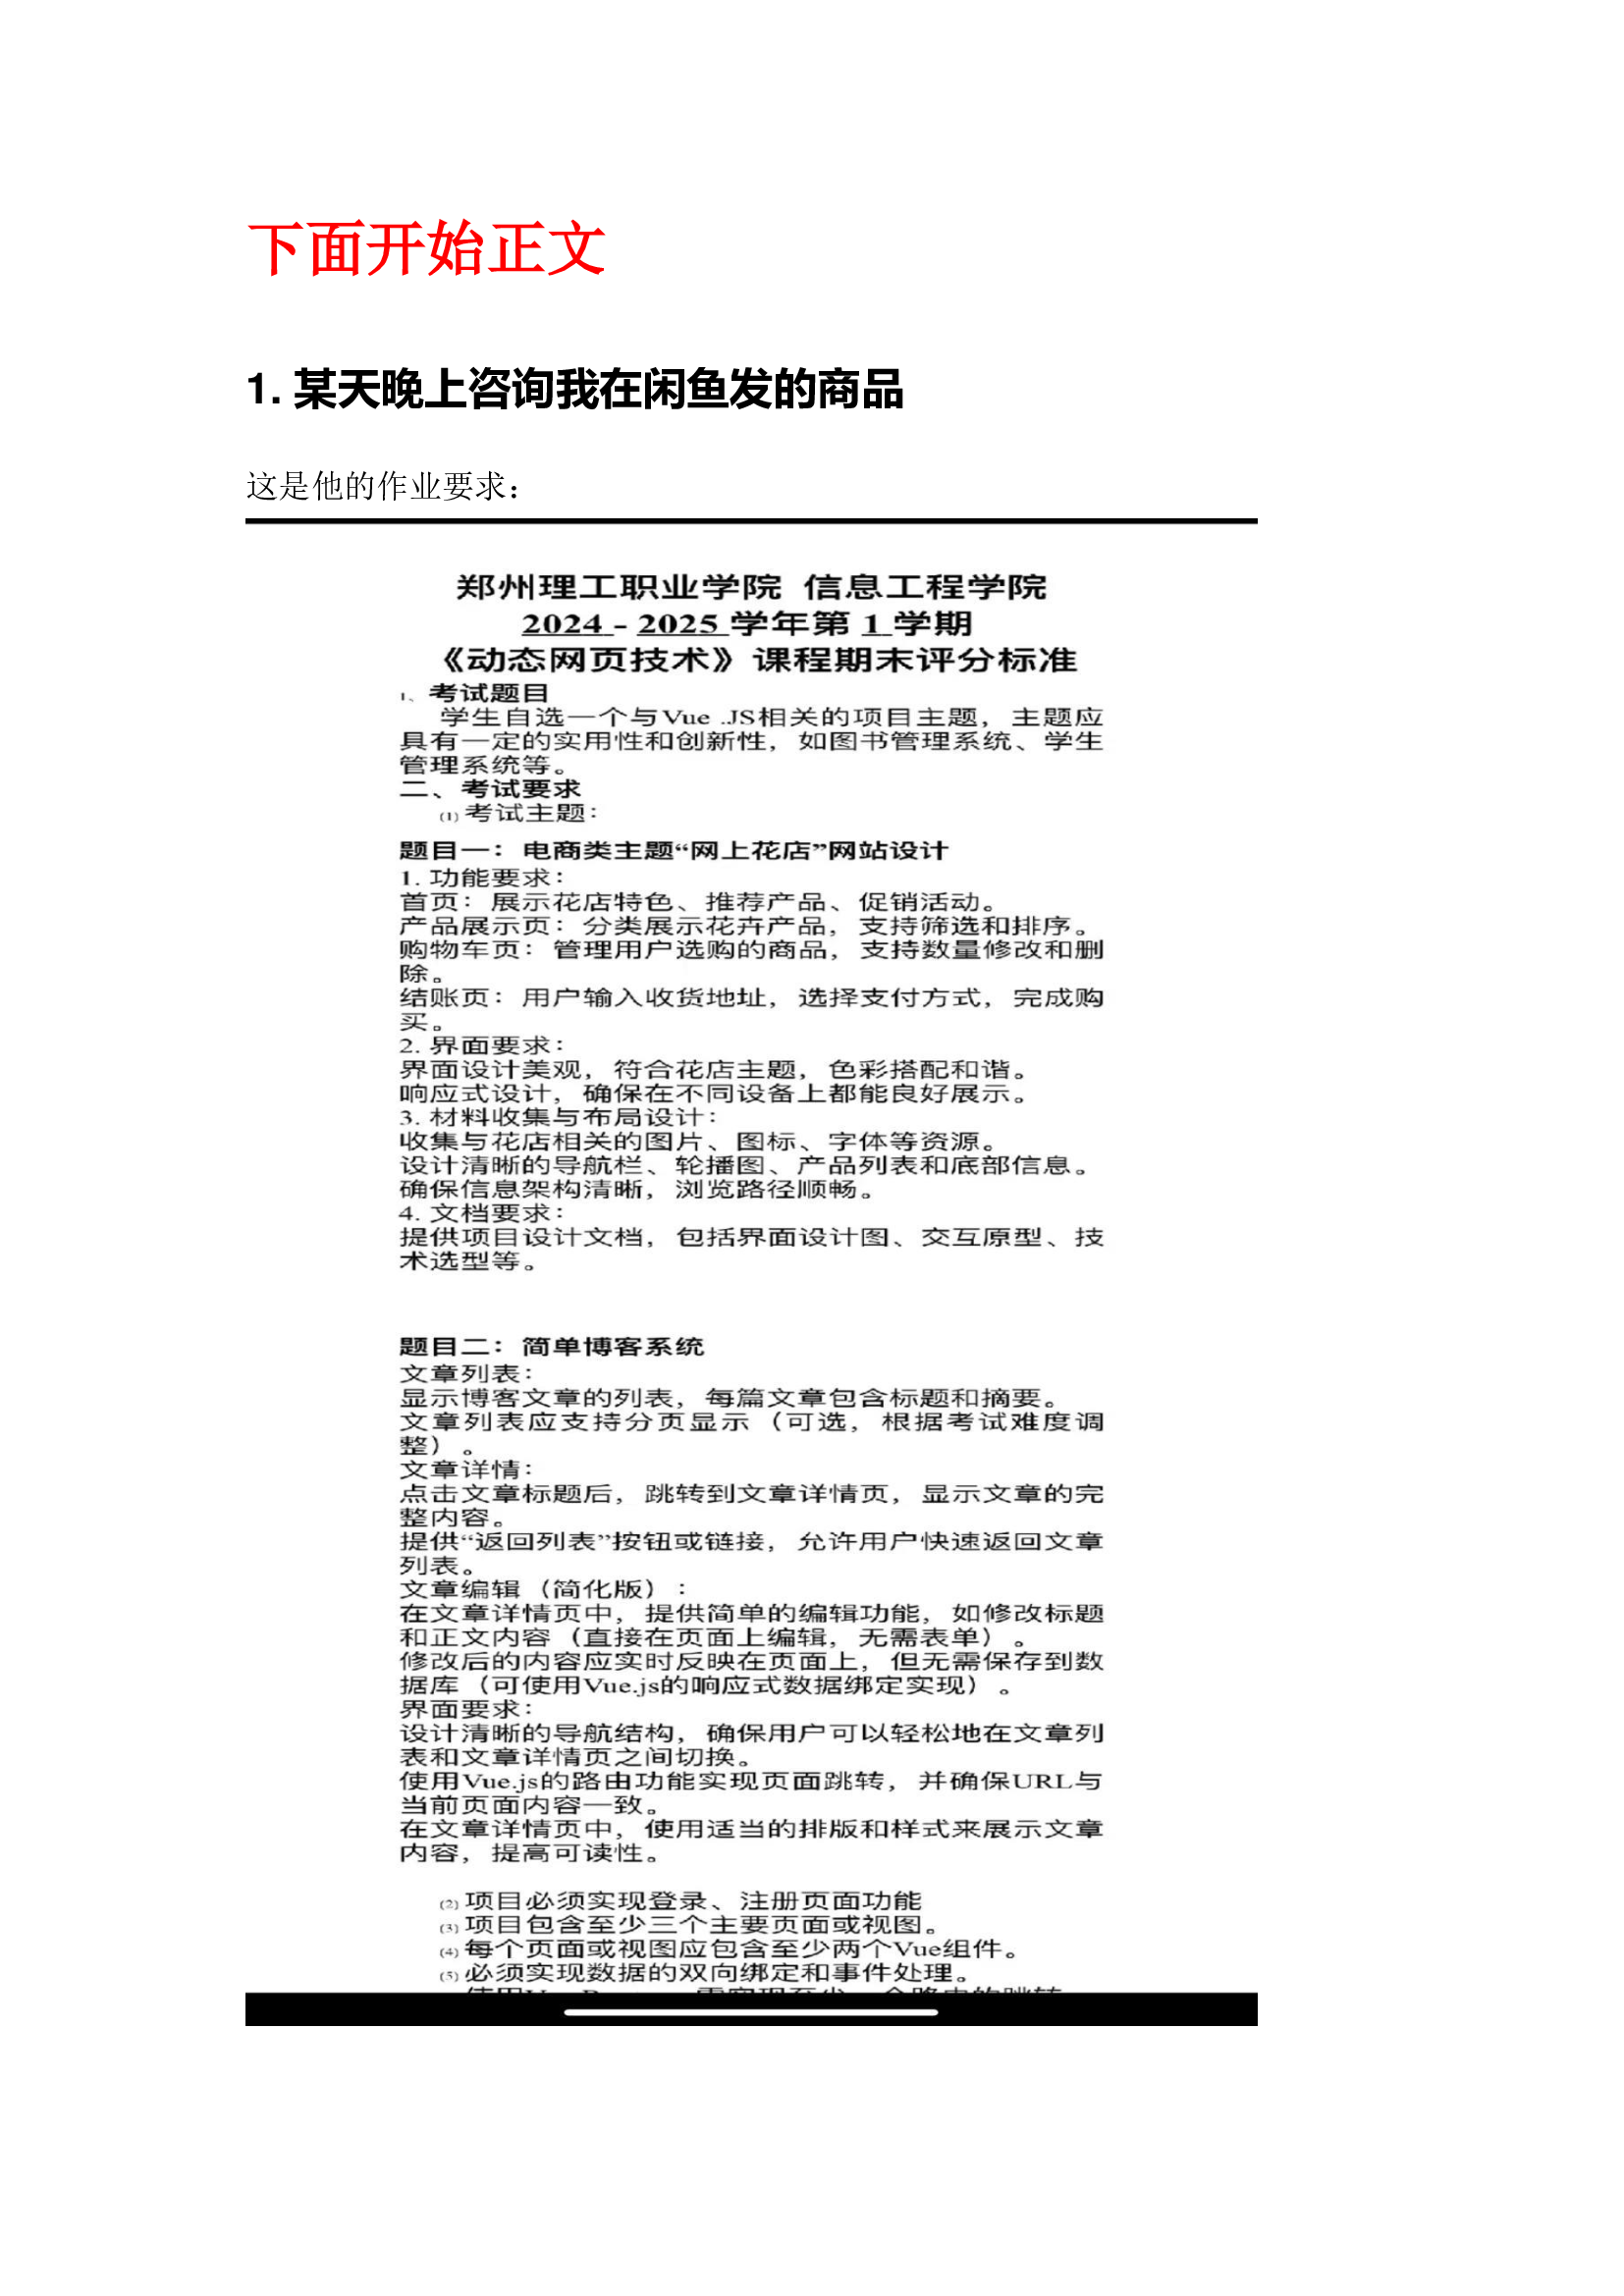 下面开始正文
1. 某天晚上咨询我在闲鱼发的商品
这是他的作业要求：
郑州理工职业学院 信息工程学院
2024 - 2025 学年第 1 学期
《动态网页技术》课程期末评分标准
1、考试题目
学生自选一个与Vue .JS相关的项目主题，主题应
具有一定的实用性和创新性，如图书管理系统、学生
管理系统等。
二、考试要求
(1) 考试主题：
题目一：电商类主题“网上花店”网站设计
1. 功能要求：
首页：展示花店特色、推荐产品、促销活动。
产品展示页：分类展示花卉产品，支持筛选和排序。
购物车页：管理用户选购的商品，支持数量修改和删
除。
结账页：用户输入收货地址，选择支付方式，完成购
买。
2. 界面要求：
界面设计美观，符合花店主题，色彩搭配和谐。
响应式设计，确保在不同设备上都能良好展示。
3. 材料收集与布局设计：
收集与花店相关的图片、图标、字体等资源。
设计清晰的导航栏、轮播图、产品列表和底部信息。
确保信息架构清晰，浏览路径顺畅。
4. 文档要求：
提供项目设计文档，包括界面设计图、交互原型、技
术选型等。
题目二：简单博客系统
文章列表：
显示博客文章的列表，每篇文章包含标题和摘要。
文章列表应支持分页显示（可选，根据考试难度调
整）。
文章详情：
点击文章标题后，跳转到文章详情页，显示文章的完
整内容。
提供“返回列表”按钮或链接，允许用户快速返回文章
列表。
文章编辑（简化版）：
在文章详情页中，提供简单的编辑功能，如修改标题
和正文内容（直接在页面上编辑，无需表单）。
修改后的内容应实时反映在页面上，但无需保存到数
据库（可使用Vue.js的响应式数据绑定实现）。
界面要求：
设计清晰的导航结构，确保用户可以轻松地在文章列
表和文章详情页之间切换。
使用Vue.js的路由功能实现页面跳转，并确保URL与
当前页面内容一致。
在文章详情页中，使用适当的排版和样式来展示文章
内容，提高可读性。
(2) 项目必须实现登录、注册页面功能
(3) 项目包含至少三个主要页面或视图。
(4) 每个页面或视图应包含至少两个Vue组件。
(5) 必须实现数据的双向绑定和事件处理。